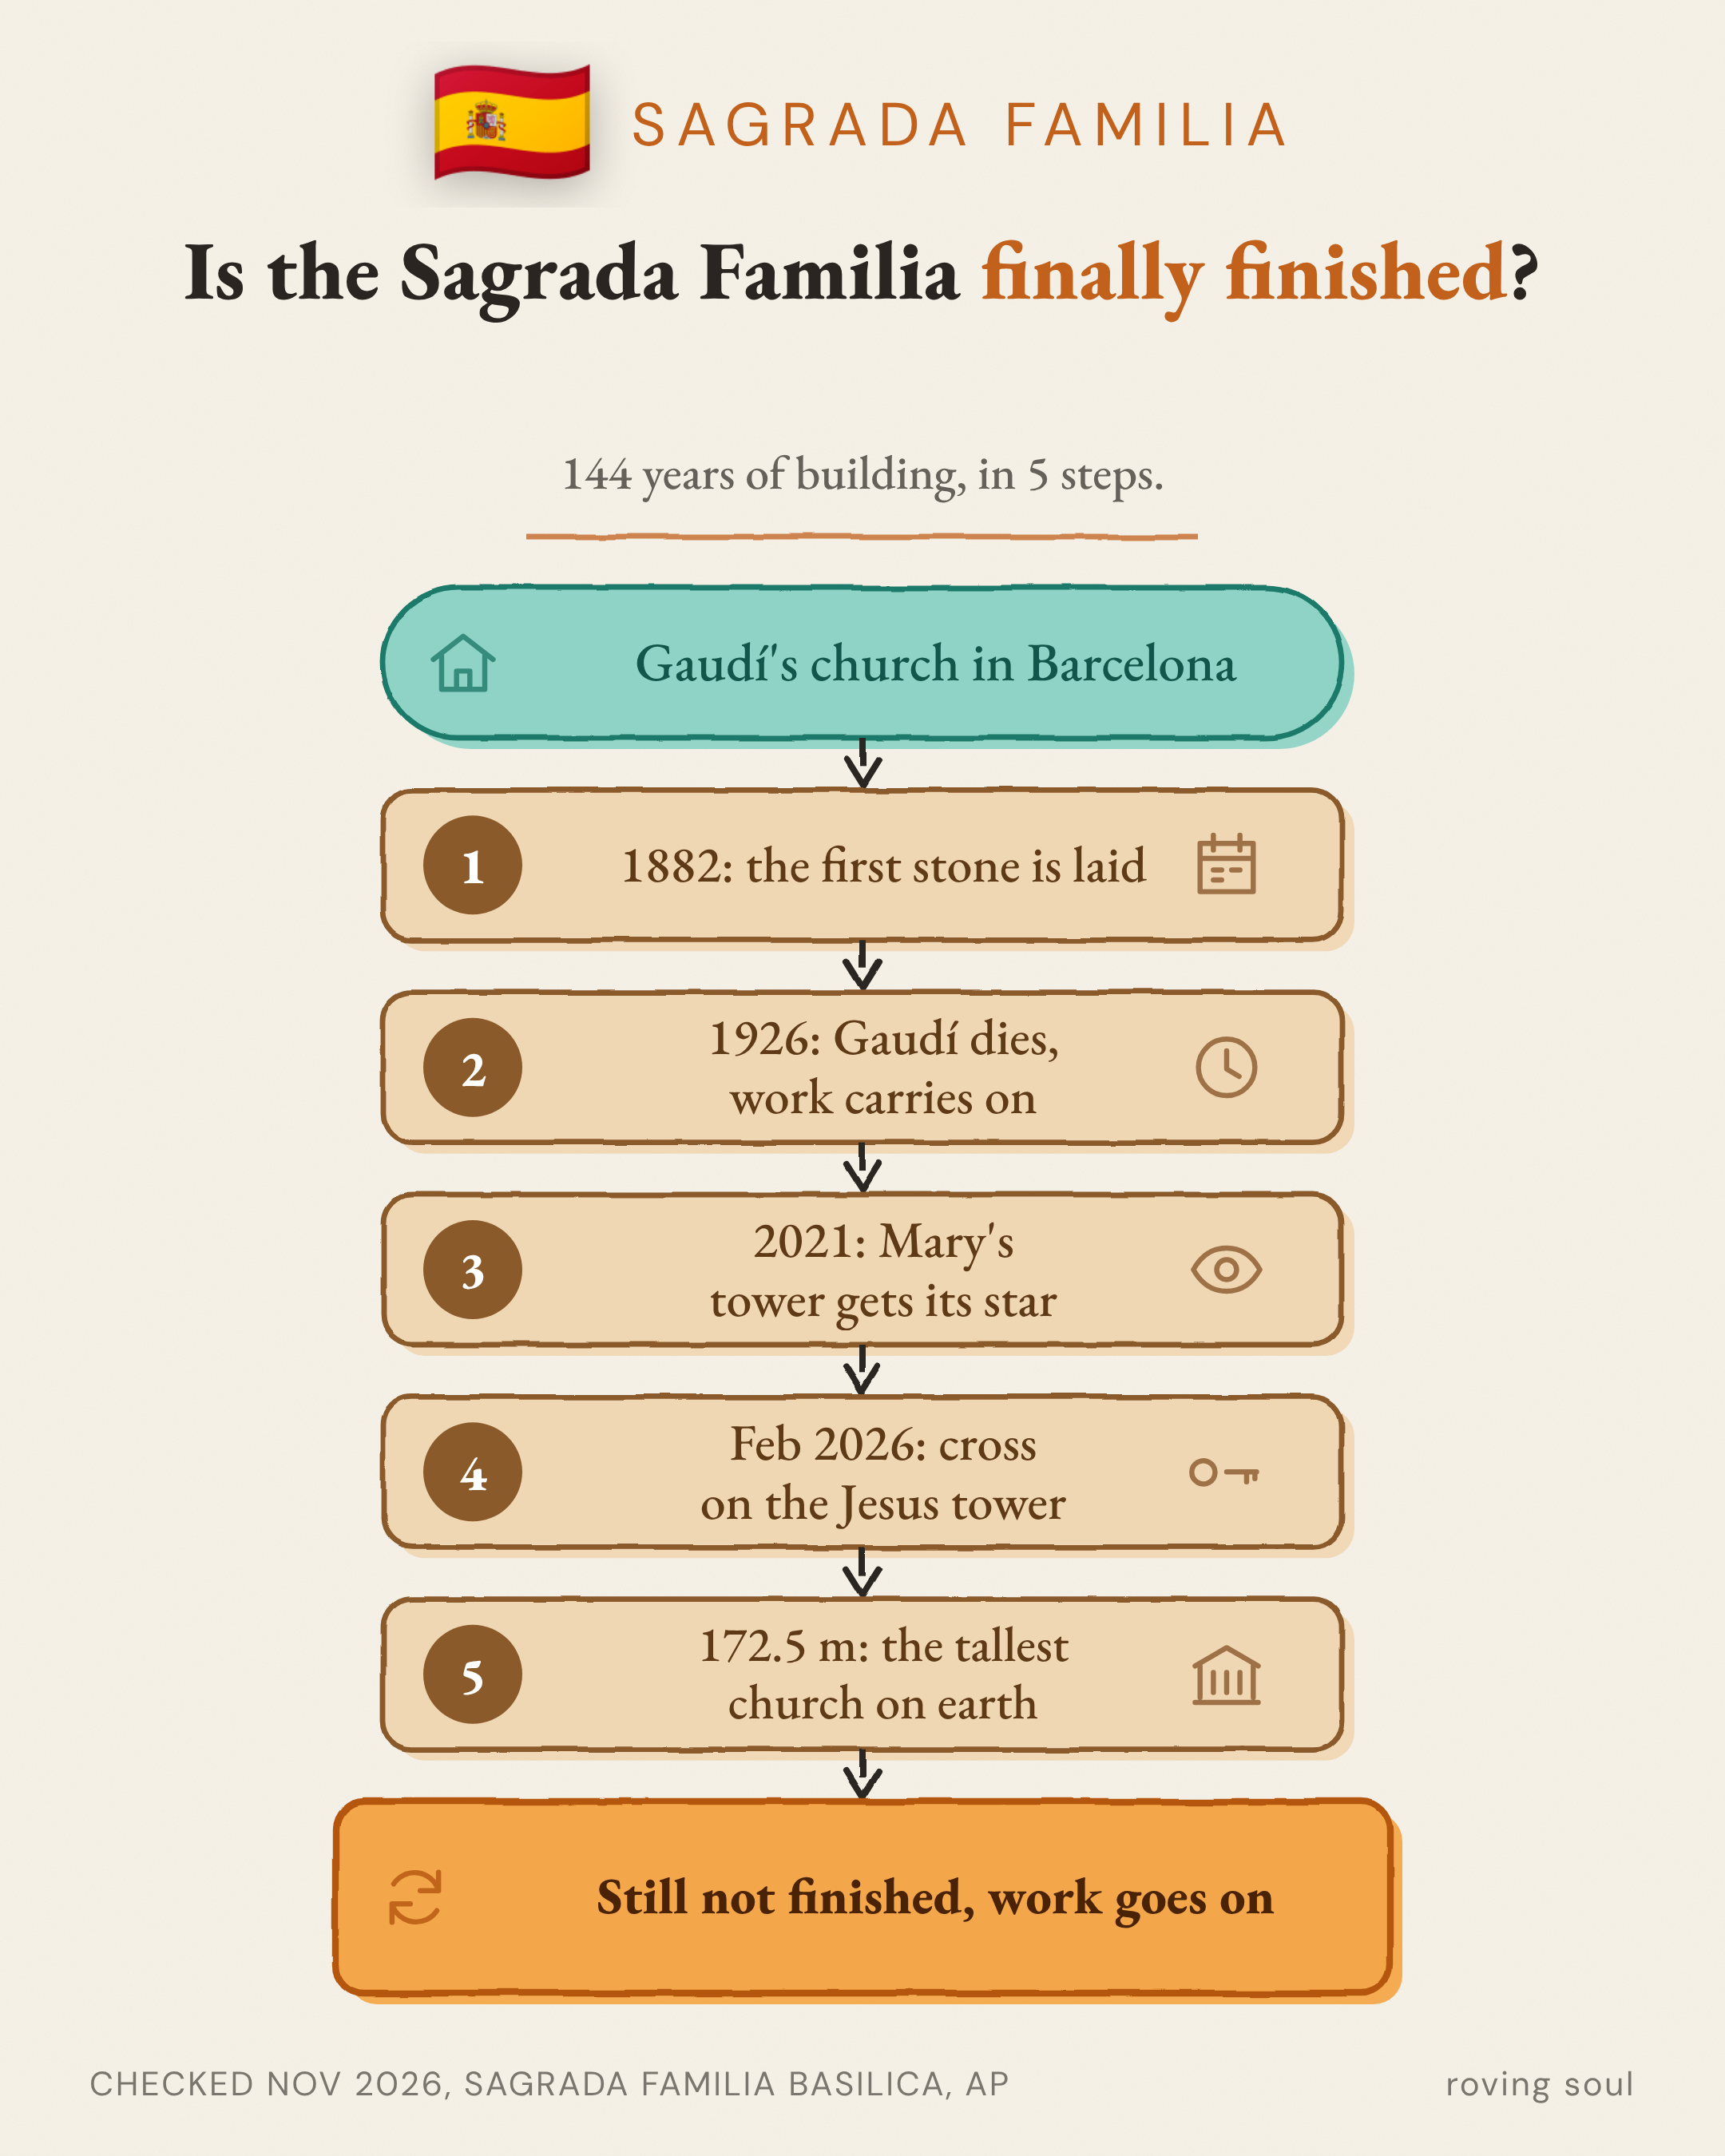 SAGRADA FAMILIA
Is the Sagrada Familia finally finished?
144 years of building, in 5 steps.
Gaudí's church in Barcelona
1
1882: the first stone is laid
2
1926: Gaudí dies,
work carries on
3
2021: Mary's
tower gets its star
4
Feb 2026: cross
on the Jesus tower
5
172.5 m: the tallest
church on earth
Still not finished, work goes on
CHECKED NOV 2026, SAGRADA FAMILIA BASILICA, AP
roving soul